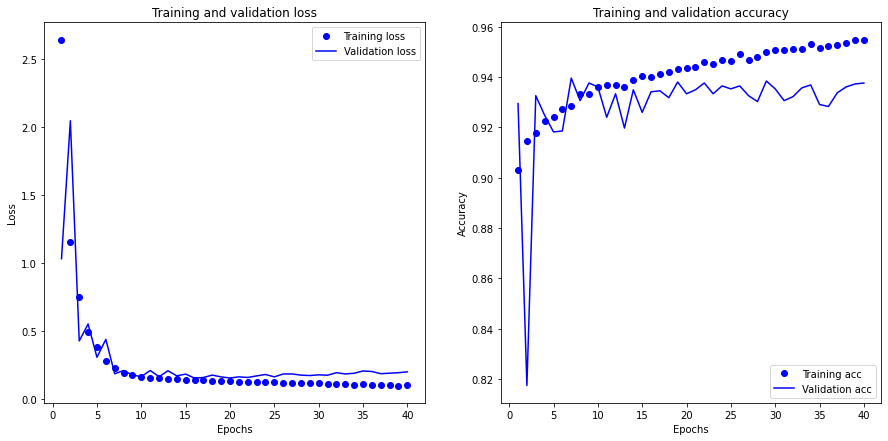 Training and validation loss
Training loss
Validation loss
2.5
2.0
1.5
1.0
0.5
0.0
Loss
0 5 10 15 20 25 30 35 40
Epochs
Training and validation accuracy
0.96
0.94
0.92
0.90
0.88
0.86
0.84
0.82
Accuracy
Training acc
Validation acc
0 5 10 15 20 25 30 35 40
Epochs